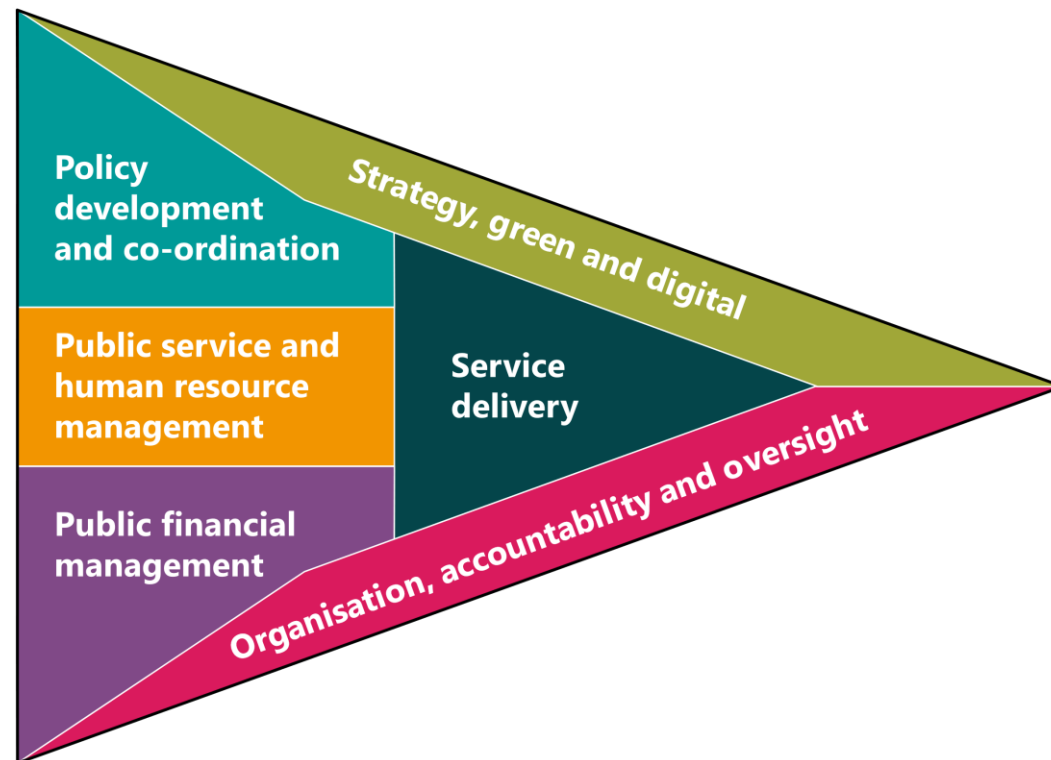 Strategy, green and digital
Policy
development
and co-ordination
Public service and
human resource
management
Service
delivery
Public financial
management
Organisation, accountability and oversight